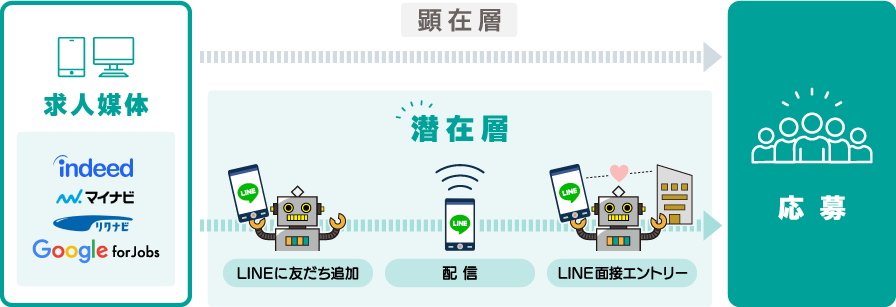 求人媒体
indeed
マイナビ
リクナビ
Google for Jobs
顕在層
潜在層
LINE
LINE
LINE
LINEに友だち追加
配信
LINE面接エントリー
応募